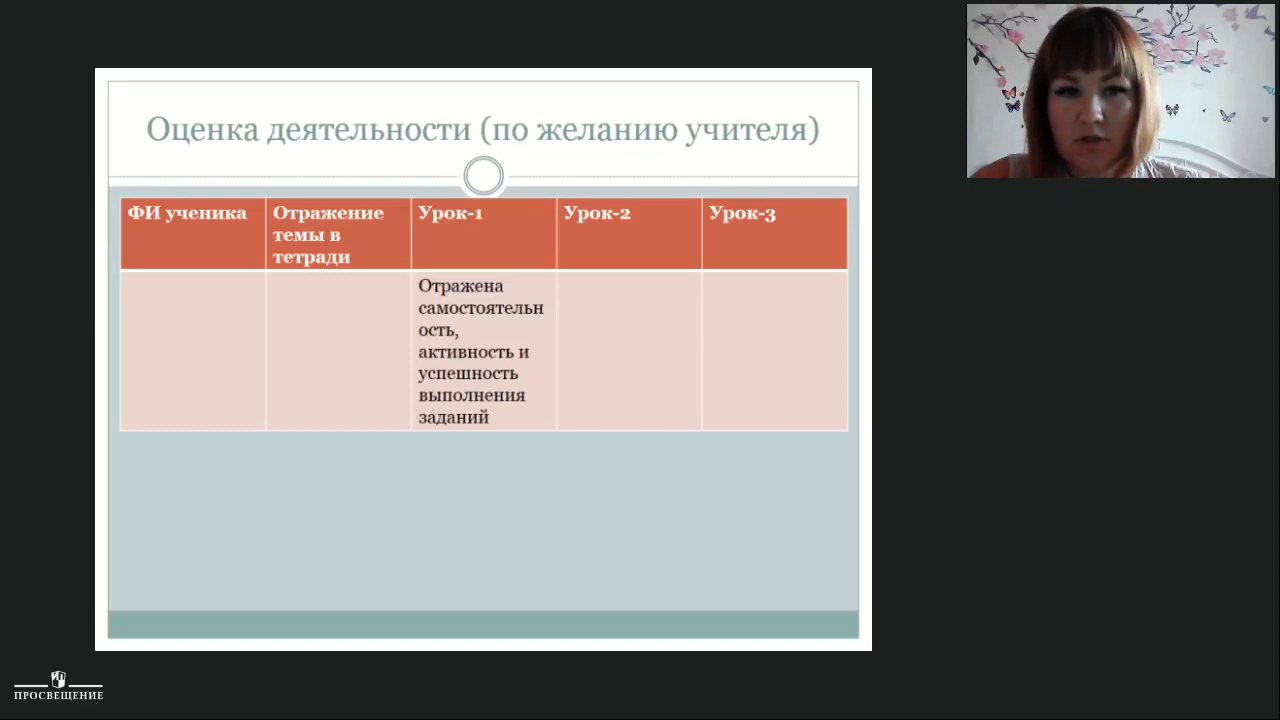 Оценка деятельности (по желанию учителя)
ФИ ученика
Отражение
темы в
тетради
Урок-1
Урок-2
Урок-3
Отражена
самостоятельн
ость,
активность и
успешность
выполнения
заданий
ПРОСВЕЩЕНИЕ